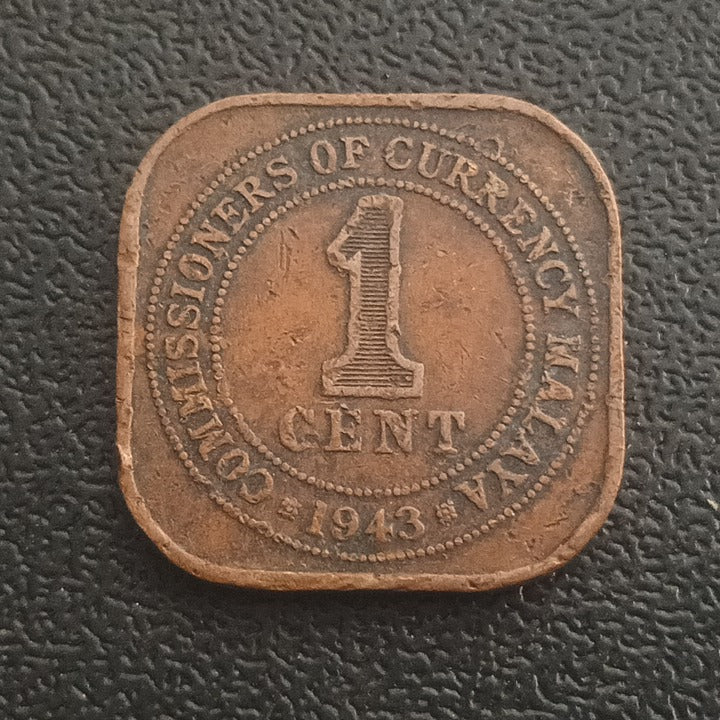 COMMISSIONERS OF CURRENCY MALAYA
1
CENT
1943